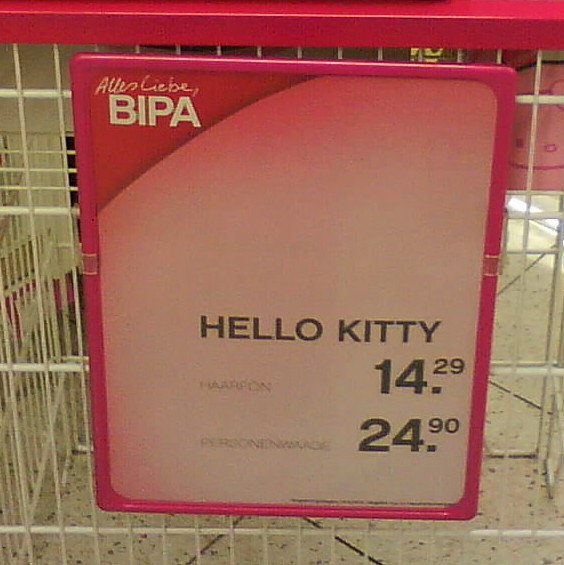 Alles Liebe,
BIPA
HELLO KITTY
HAARFÖN 14.29
PERSONENWAAGE 24.90